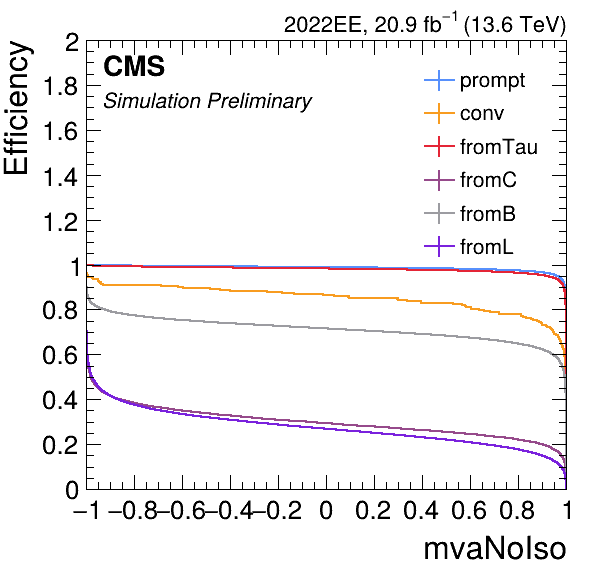 2022EE, 20.9 fb⁻¹ (13.6 TeV)
Efficiency
CMS
Simulation Preliminary
prompt
conv
fromTau
fromC
fromB
fromL
2
1.8
1.6
1.4
1.2
1
0.8
0.6
0.4
0.2
0
−1 −0.8 −0.6 −0.4 −0.2 0 0.2 0.4 0.6 0.8 1
mvaNoIso